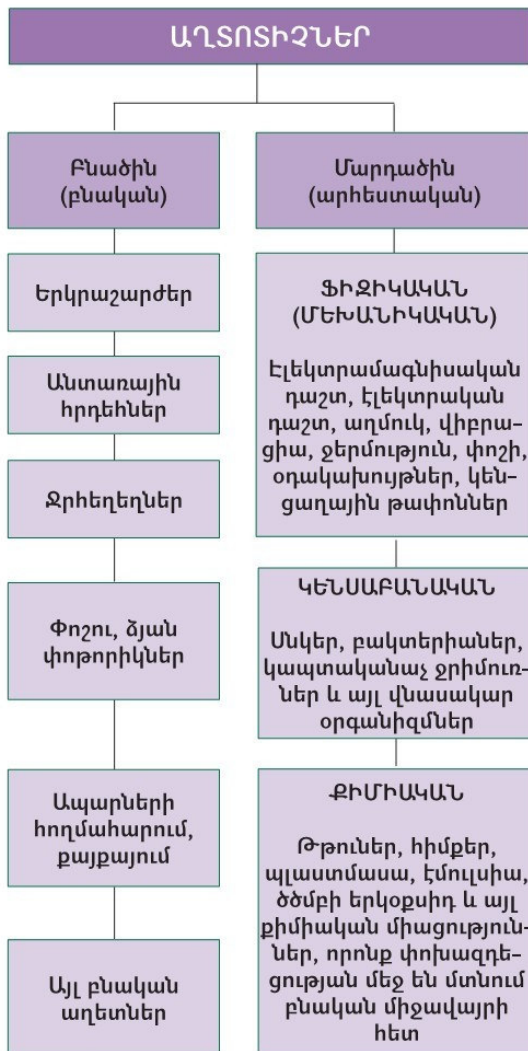 ԱՂՏՈՏԻՉՆԵՐ
Բնածին
(բնական)
Երկրաշարժեր
Անտառային
հրդեհներ
Ջրհեղեղներ
Փոշու, ձյան
փոթորիկներ
Ապարների
հողմահարում,
քայքայում
Այլ բնական
աղետներ
Մարդածին
(արհեստական)
ՖԻԶԻԿԱԿԱՆ
(ՄԵԽԱՆԻԿԱԿԱՆ)
Էլեկտրամագնիսական
դաշտ, էլեկտրական
դաշտ, աղմուկ, վիբրա-
ցիա, ջերմություն, փոշի,
օդակախույթներ, կեն-
ցաղային թափոններ
ԿԵՆՍԱԲԱՆԱԿԱՆ
Սնկեր, բակտերիաներ,
կապտականաչ ջրիմուռ-
ներ և այլ վնասակար
օրգանիզմներ
ՔԻՄԻԱԿԱՆ
Թթուներ, հիմքեր,
պլաստմասա, էմուլսիա,
ծծմբի երկօքսիդ և այլ
քիմիական միացություն-
ներ, որոնք փոխազդե-
ցության մեջ են մտնում
բնական միջավայրի
հետ